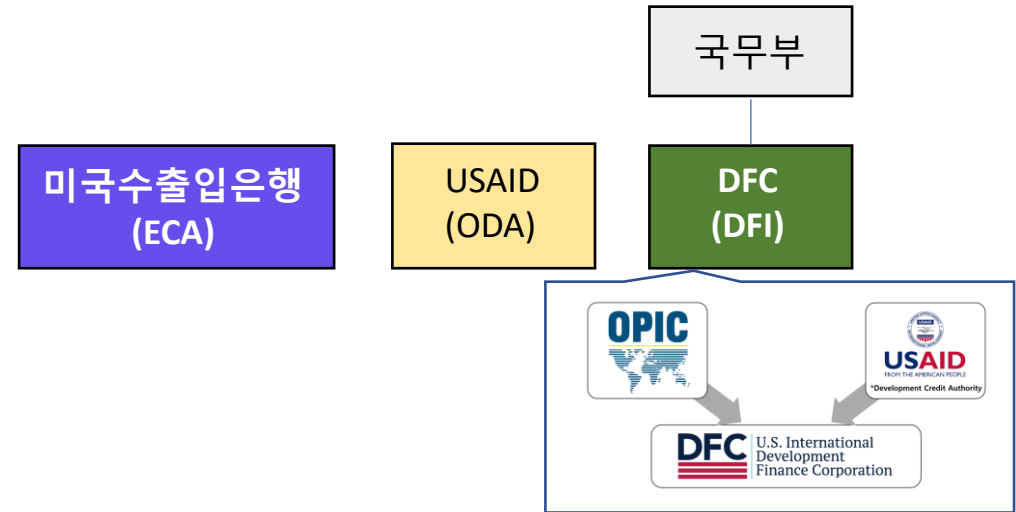 국무부
미국수출입은행
(ECA)
USAID
(ODA)
DFC
(DFI)
OPIC
USAID
FROM THE AMERICAN PEOPLE
*Development Credit Authority
DFC
U.S. International
Development
Finance Corporation